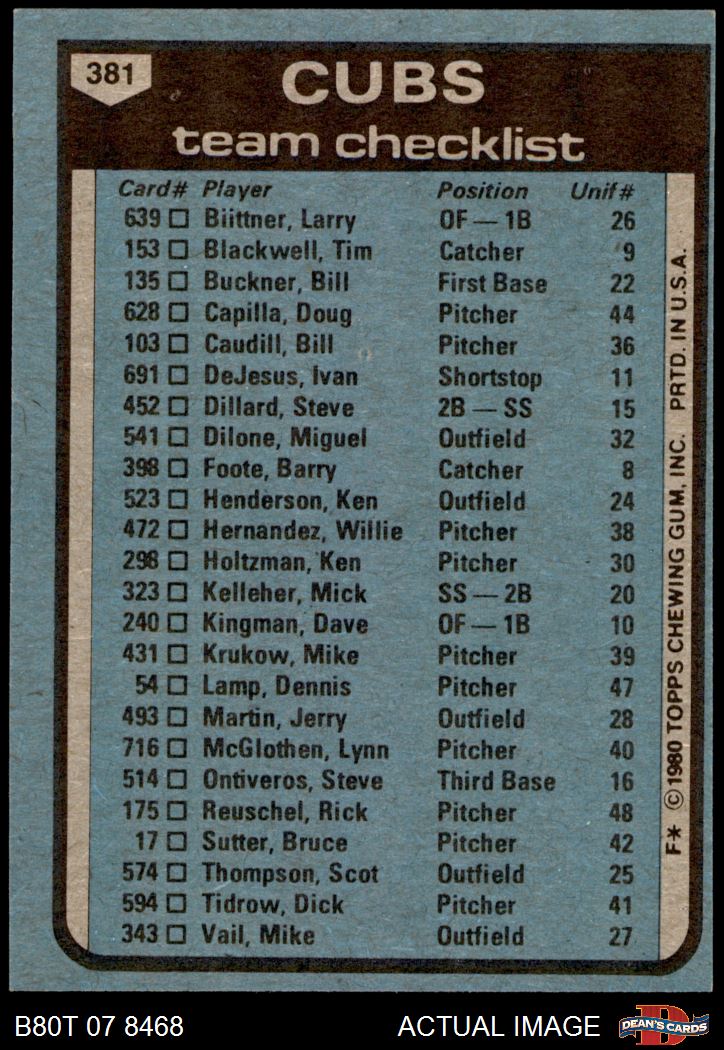 381
CUBS
team checklist
Card# Player Position Unif#
639 □ Biittner, Larry OF — 1B 26
153 □ Blackwell, Tim Catcher 9
135 □ Buckner, Bill First Base 22
628 □ Capilla, Doug Pitcher 44
103 □ Caudill, Bill Pitcher 36
691 □ DeJesus, Ivan Shortstop 11
452 □ Dillard, Steve 2B — SS 15
541 □ Dilone, Miguel Outfield 32
398 □ Foote, Barry Catcher 8
523 □ Henderson, Ken Outfield 24
472 □ Hernandez, Willie Pitcher 38
298 □ Holtzman, Ken Pitcher 30
323 □ Kelleher, Mick SS — 2B 20
240 □ Kingman, Dave OF — 1B 10
431 □ Krukow, Mike Pitcher 39
54 □ Lamp, Dennis Pitcher 47
493 □ Martin, Jerry Outfield 28
716 □ McGlothen, Lynn Pitcher 40
514 □ Ontiveros, Steve Third Base 16
175 □ Reuschel, Rick Pitcher 48
17 □ Sutter, Bruce Pitcher 42
574 □ Thompson, Scot Outfield 25
594 □ Tidrow, Dick Pitcher 41
343 □ Vail, Mike Outfield 27
F* ©1980 TOPPS CHEWING GUM, INC. PRTD. IN U.S.A.
B80T 07 8468 ACTUAL IMAGE
D
DEAN'S CARDS